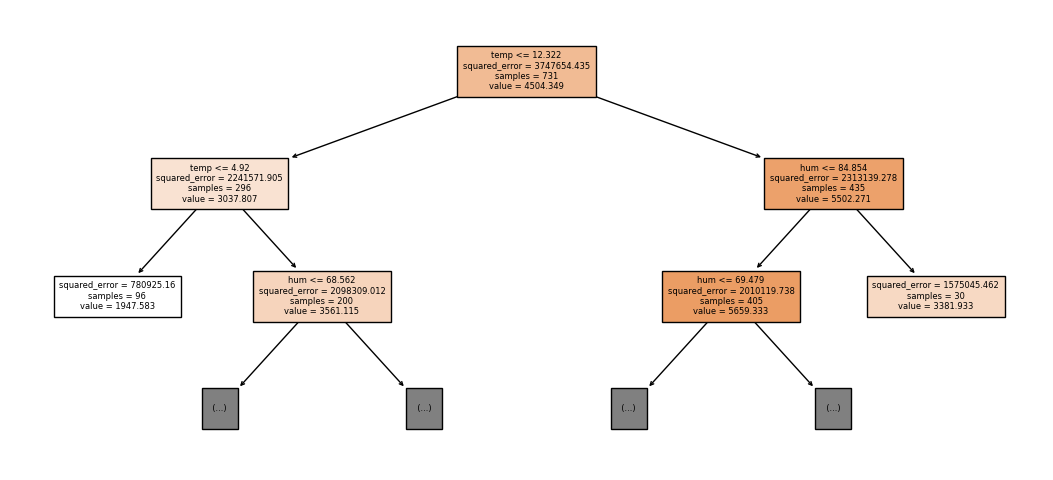 temp <= 12.322
squared_error = 3747654.435
samples = 731
value = 4504.349
temp <= 4.92
squared_error = 2241571.905
samples = 296
value = 3037.807
hum <= 84.854
squared_error = 2313139.278
samples = 435
value = 5502.271
squared_error = 780925.16
samples = 96
value = 1947.583
hum <= 68.562
squared_error = 2098309.012
samples = 200
value = 3561.115
hum <= 69.479
squared_error = 2010119.738
samples = 405
value = 5659.333
squared_error = 1575045.462
samples = 30
value = 3381.933
(...)
(...)
(...)
(...)